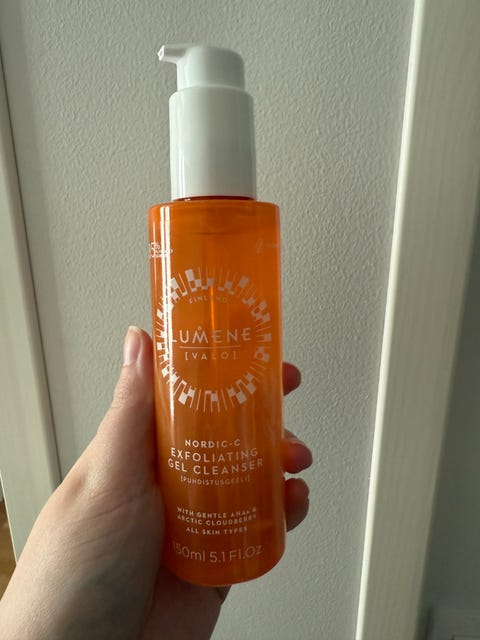 FINLAND
LUMENE
[VALO]
NORDIC-C
EXFOLIATING
GEL CLEANSER
[PUHDISTUSGEELI]
WITH GENTLE AHAs &
ARCTIC CLOUDBERRY
ALL SKIN TYPES
150ml 5.1 Fl.Oz